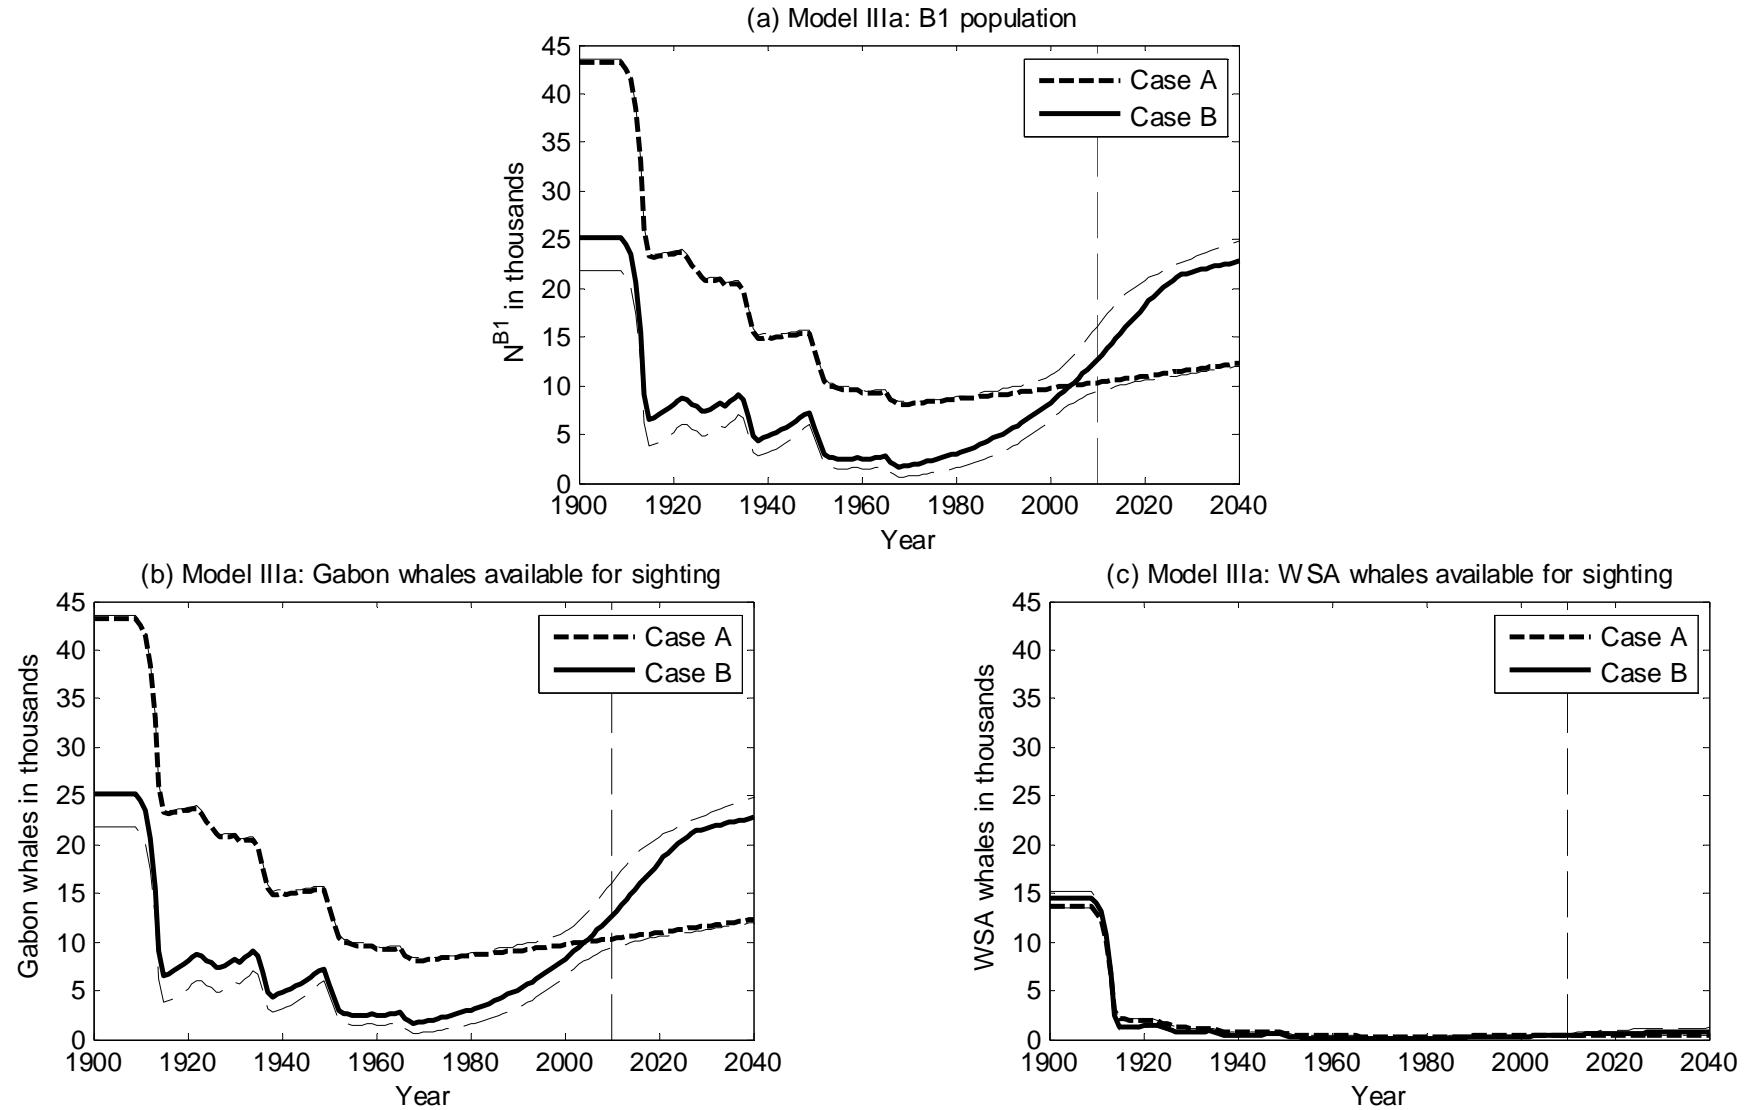 (a) Model IIIa: B1 population
45
40
35
30
25
20
15
10
5
0
N^B1 in thousands
Case A
Case B
1900 1920 1940 1960 1980 2000 2020 2040
Year
(b) Model IIIa: Gabon whales available for sighting
45
40
35
30
25
20
15
10
5
0
Gabon whales in thousands
Case A
Case B
1900 1920 1940 1960 1980 2000 2020 2040
Year
(c) Model IIIa: WSA whales available for sighting
45
40
35
30
25
20
15
10
5
0
WSA whales in thousands
Case A
Case B
1900 1920 1940 1960 1980 2000 2020 2040
Year